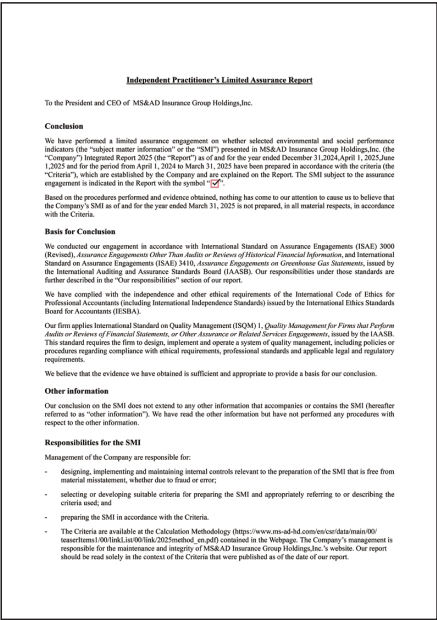 Independent Practitioner's Limited Assurance Report
To the President and CEO of MS&AD Insurance Group Holdings,Inc.
Conclusion
We have performed a limited assurance engagement on whether selected environmental and social performance
indicators (the "subject matter information" or the "SMI") presented in MS&AD Insurance Group Holdings,Inc. (the
"Company") Integrated Report 2025 (the "Report") as of and for the year ended December 31,2024,April 1, 2025,June
1,2025 and for the period from April 1, 2024 to March 31, 2025 have been prepared in accordance with the criteria (the
"Criteria"), which are established by the Company and are explained on the Report. The SMI subject to the assurance
engagement is indicated in the Report with the symbol "☑".
Based on the procedures performed and evidence obtained, nothing has come to our attention to cause us to believe that
the Company's SMI as of and for the year ended March 31, 2025 is not prepared, in all material respects, in accordance
with the Criteria.
Basis for Conclusion
We conducted our engagement in accordance with International Standard on Assurance Engagements (ISAE) 3000
(Revised), Assurance Engagements Other Than Audits or Reviews of Historical Financial Information, and International
Standard on Assurance Engagements (ISAE) 3410, Assurance Engagements on Greenhouse Gas Statements, issued by
the International Auditing and Assurance Standards Board (IAASB). Our responsibilities under those standards are
further described in the "Our responsibilities" section of our report.
We have complied with the independence and other ethical requirements of the International Code of Ethics for
Professional Accountants (including International Independence Standards) issued by the International Ethics Standards
Board for Accountants (IESBA).
Our firm applies International Standard on Quality Management (ISQM) 1, Quality Management for Firms that Perform
Audits or Reviews of Financial Statements, or Other Assurance or Related Services Engagements, issued by the IAASB.
This standard requires the firm to design, implement and operate a system of quality management, including policies or
procedures regarding compliance with ethical requirements, professional standards and applicable legal and regulatory
requirements.
We believe that the evidence we have obtained is sufficient and appropriate to provide a basis for our conclusion.
Other information
Our conclusion on the SMI does not extend to any other information that accompanies or contains the SMI (hereafter
referred to as "other information"). We have read the other information but have not performed any procedures with
respect to the other information.
Responsibilities for the SMI
Management of the Company are responsible for:
- designing, implementing and maintaining internal controls relevant to the preparation of the SMI that is free from
material misstatement, whether due to fraud or error;
- selecting or developing suitable criteria for preparing the SMI and appropriately referring to or describing the
criteria used; and
- preparing the SMI in accordance with the Criteria.
- The Criteria are available at the Calculation Methodology (https://www.ms-ad-hd.com/en/csr/data/main/00/
teaserItems1/00/linkList/00/link/2025method_en.pdf) contained in the Webpage. The Company's management is
responsible for the maintenance and integrity of MS&AD Insurance Group Holdings,Inc.'s website. Our report
should be read solely in the context of the Criteria that were published as of the date of our report.